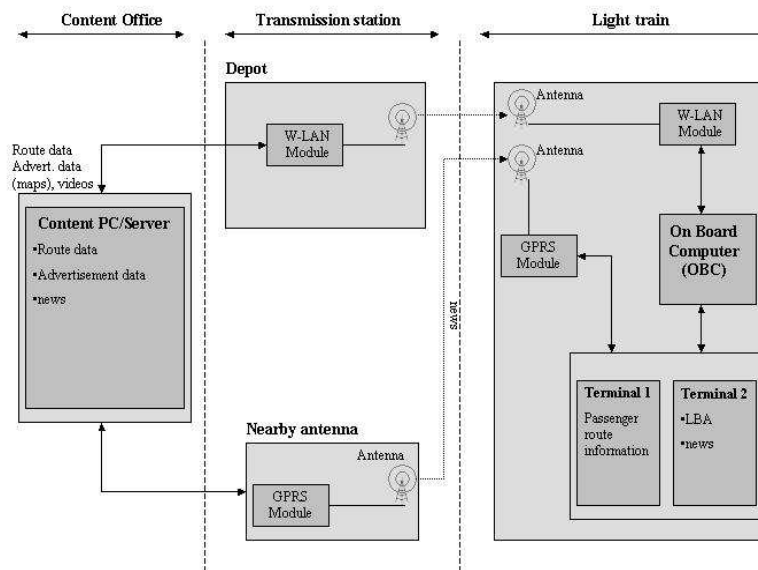 Content Office
Transmission station
Light train
Depot
W-LAN
Module
Antenna
W-LAN
Module
Antenna
Route data
Advert. data
(maps), videos
Content PC/Server
▪Route data
▪Advertisement data
▪news
GPRS
Module
On Board
Computer
(OBC)
news
Terminal 1
Passenger
route
information
Terminal 2
▪LBA
▪news
Nearby antenna
Antenna
GPRS
Module